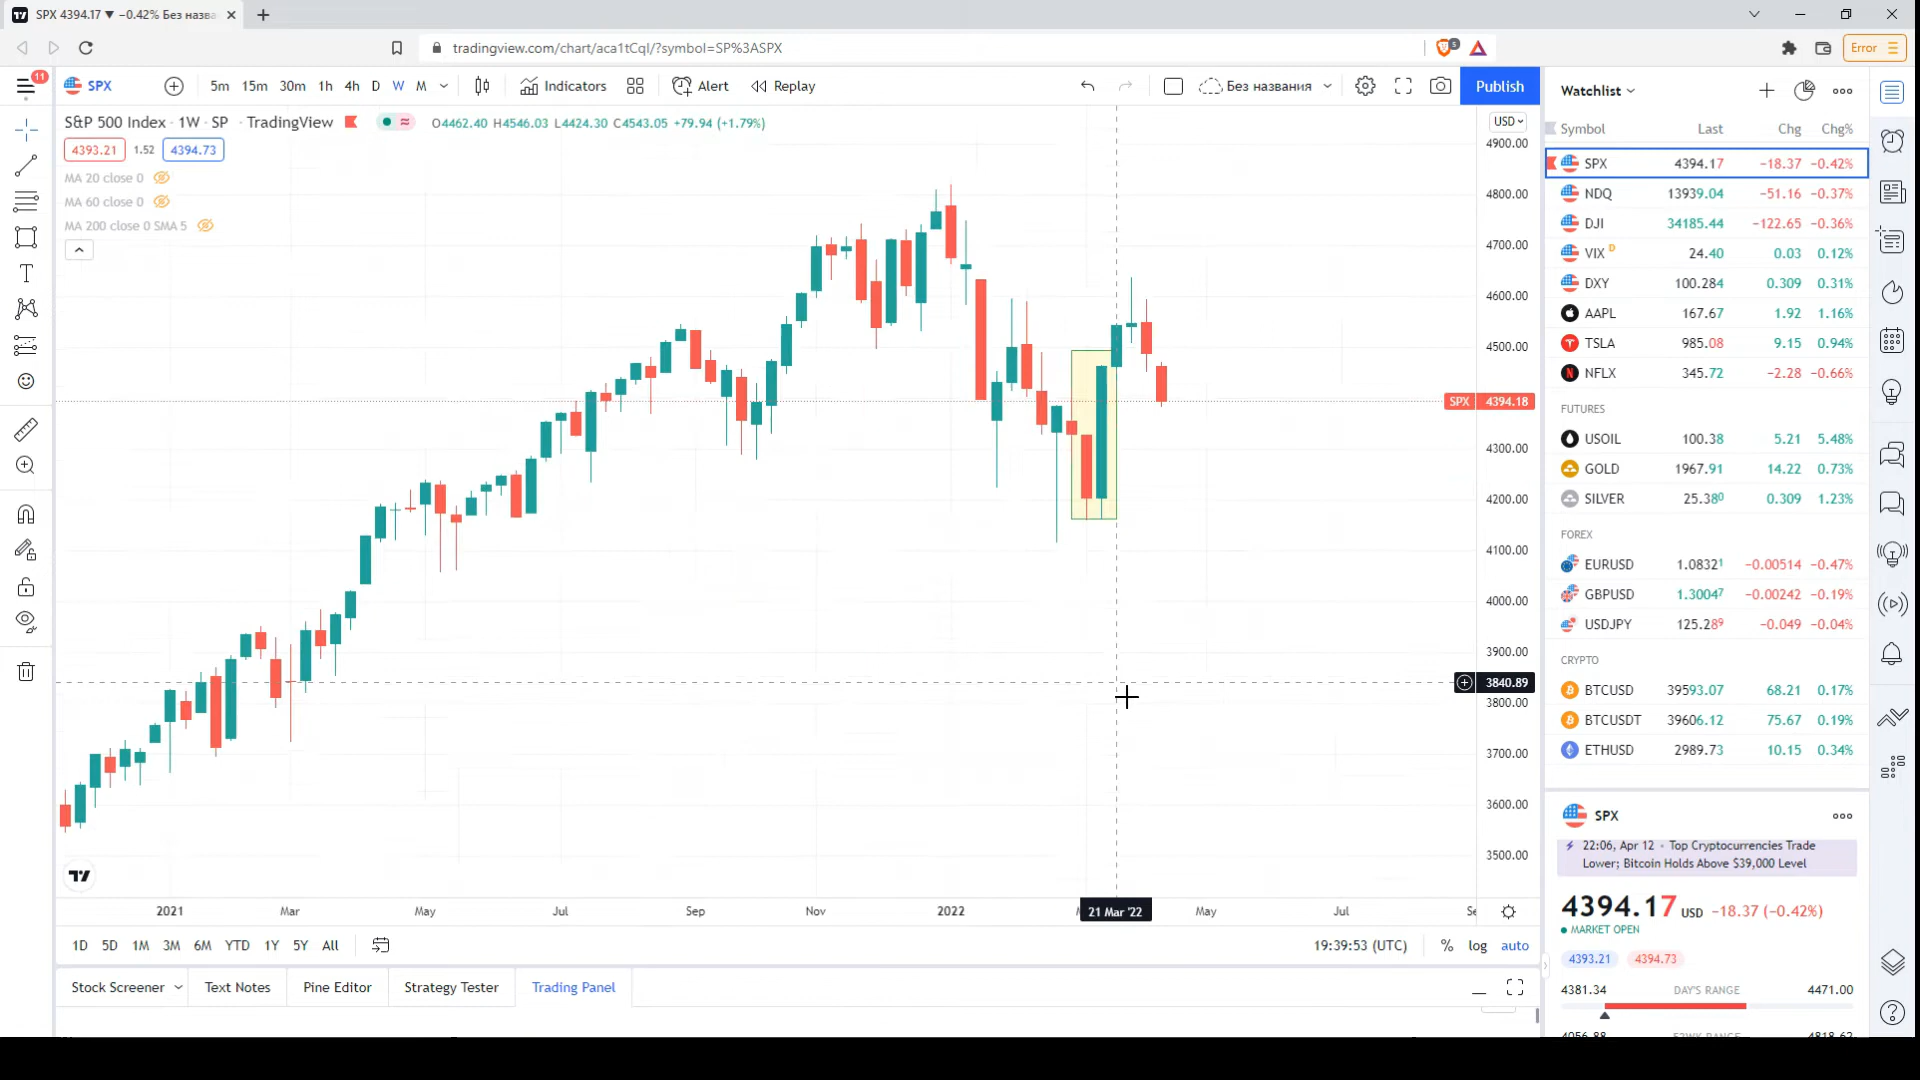 SPX 4394.17 ▼ −0.42% Без назва
tradingview.com/chart/aca1tCql/?symbol=SP%3ASPX
5
Error
11
SPX
5m 15m 30m 1h 4h D W M
Indicators
Alert
Replay
Без названия
Publish
S&P 500 Index · 1W · SP · TradingView
O4462.40 H4546.03 L4424.30 C4543.05 +79.94 (+1.79%)
USD
4393.21 1.52 4394.73
MA 20 close 0
MA 60 close 0
MA 200 close 0 SMA 5
4900.00
4800.00
4700.00
4600.00
4500.00
SPX 4394.18
4300.00
4200.00
4100.00
4000.00
3900.00
3840.89
3800.00
3700.00
3600.00
3500.00
2021 Mar May Jul Sep Nov 2022 21 Mar '22 May Jul
1D 5D 1M 3M 6M YTD 1Y 5Y All
19:39:53 (UTC) % log auto
Stock Screener Text Notes Pine Editor Strategy Tester Trading Panel
Watchlist
Symbol Last Chg Chg%
SPX 4394.17 −18.37 −0.42%
NDQ 13939.04 −51.16 −0.37%
DJI 34185.44 −122.65 −0.36%
VIX D 24.40 0.03 0.12%
DXY 100.284 0.309 0.31%
AAPL 167.67 1.92 1.16%
TSLA 985.08 9.15 0.94%
NFLX 345.72 −2.28 −0.66%
FUTURES
USOIL 100.38 5.21 5.48%
GOLD 1967.91 14.22 0.73%
SILVER 25.380 0.309 1.23%
FOREX
EURUSD 1.08321 −0.00514 −0.47%
GBPUSD 1.30047 −0.00242 −0.19%
USDJPY 125.289 −0.049 −0.04%
CRYPTO
BTCUSD 39593.07 68.21 0.17%
BTCUSDT 39606.12 75.67 0.19%
ETHUSD 2989.73 10.15 0.34%
SPX
22:06, Apr 12 • Top Cryptocurrencies Trade
Lower; Bitcoin Holds Above $39,000 Level
4394.17 USD −18.37 (−0.42%)
MARKET OPEN
4393.21 4394.73
4381.34 DAY'S RANGE 4471.00